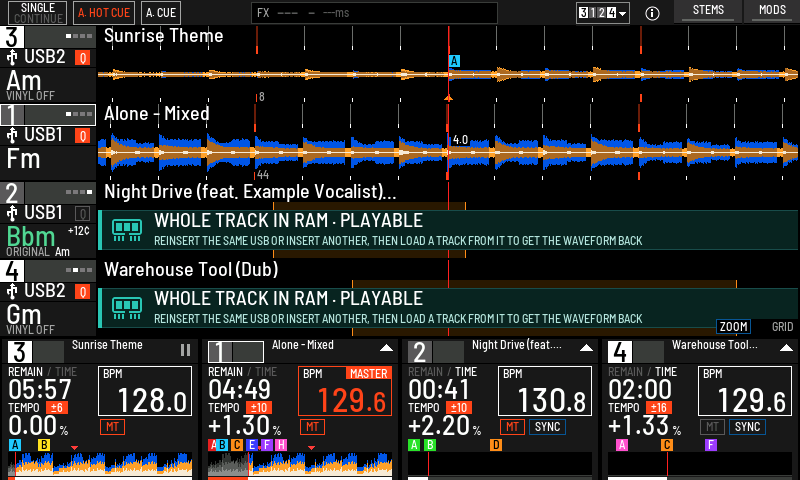 SINGLE
CONTINUE
A. HOT CUE
A. CUE
FX --- - --ms
3 1 2 4
STEMS
MODS
3
Sunrise Theme
USB2 0
Am
VINYL OFF
A
8
1
Alone - Mixed
USB1 0
Fm
4.0
44
2
Night Drive (feat. Example Vocalist)...
USB1 0
Bbm +12¢
ORIGINAL Am
WHOLE TRACK IN RAM · PLAYABLE
REINSERT THE SAME USB OR INSERT ANOTHER, THEN LOAD A TRACK FROM IT TO GET THE WAVEFORM BACK
4
Warehouse Tool (Dub)
USB2 0
Gm
VINYL OFF
WHOLE TRACK IN RAM · PLAYABLE
REINSERT THE SAME USB OR INSERT ANOTHER, THEN LOAD A TRACK FROM IT TO GET THE WAVEFORM BACK
ZOOM GRID
3 Sunrise Theme
REMAIN / TIME
05:57
TEMPO ±6
0.00 %
BPM
128.0
MT
A B
1 Alone - Mixed
REMAIN / TIME
04:49
TEMPO ±10
+1.30 %
BPM MASTER
129.6
MT
A B C E F H
2 Night Drive (feat....
REMAIN / TIME
00:41
TEMPO ±10
+2.20 %
BPM
130.8
MT SYNC
A B D
4 Warehouse Tool...
REMAIN / TIME
02:00
TEMPO ±16
+1.33 %
BPM
129.6
MT SYNC
A C F